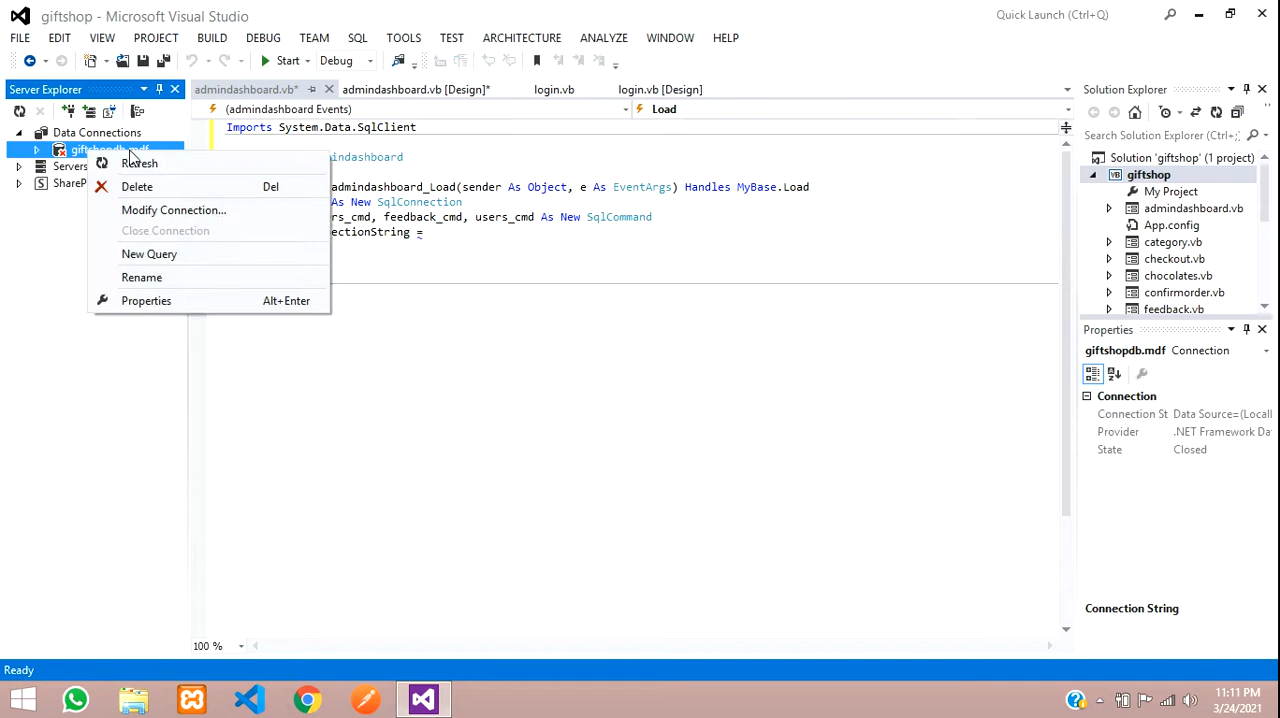 giftshop - Microsoft Visual Studio
Quick Launch (Ctrl+Q)
FILE EDIT VIEW PROJECT BUILD DEBUG TEAM SQL TOOLS TEST ARCHITECTURE ANALYZE WINDOW HELP
Start Debug
Server Explorer
admindashboard.vb* admindashboard.vb [Design]* login.vb login.vb [Design]
Solution Explorer
(admindashboard Events) Load
Search Solution Explorer (Ctrl+;)
Data Connections
giftshopdb.mdf
Servers
ShareP
Refresh
Delete Del
Modify Connection...
Close Connection
New Query
Rename
Properties Alt+Enter
Imports System.Data.SqlClient
mindashboard
admindashboard_Load(sender As Object, e As EventArgs) Handles MyBase.Load
As New SqlConnection
rs_cmd, feedback_cmd, users_cmd As New SqlCommand
ectionString =
Solution 'giftshop' (1 project)
giftshop
My Project
admindashboard.vb
App.config
category.vb
checkout.vb
chocolates.vb
confirmorder.vb
feedback.vb
Properties
giftshopdb.mdf Connection
Connection
Connection St Data Source=(Locall
Provider .NET Framework Da
State Closed
Connection String
100 %
Ready
11:11 PM
3/24/2021